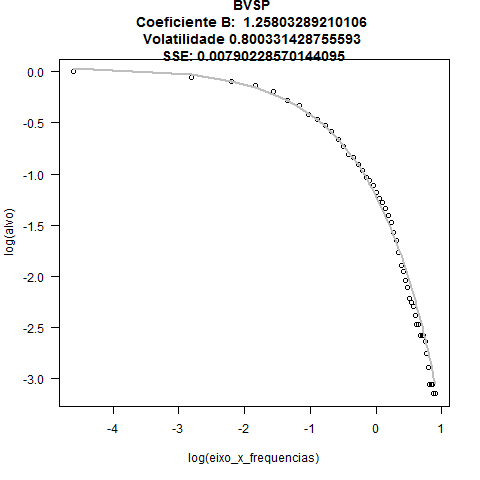 BVSP
Coeficiente B:  1.25803289210106
Volatilidade 0.800331428755593
SSE: 0.00790228570144095
0.0
-0.5
-1.0
-1.5
-2.0
-2.5
-3.0
log(alvo)
-4
-3
-2
-1
0
1
log(eixo_x_frequencias)